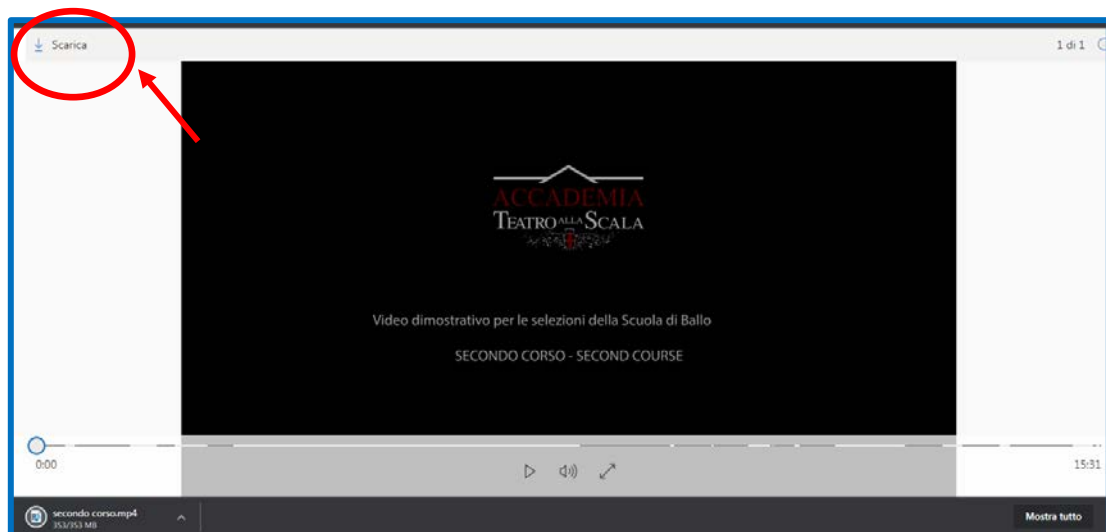 Scarica
1 di 1
ACCADEMIA
TEATRO ALLA SCALA
Video dimostrativo per le selezioni della Scuola di Ballo
SECONDO CORSO - SECOND COURSE
0:00
15:31
secondo corso.mp4
353/353 MB
Mostra tutto